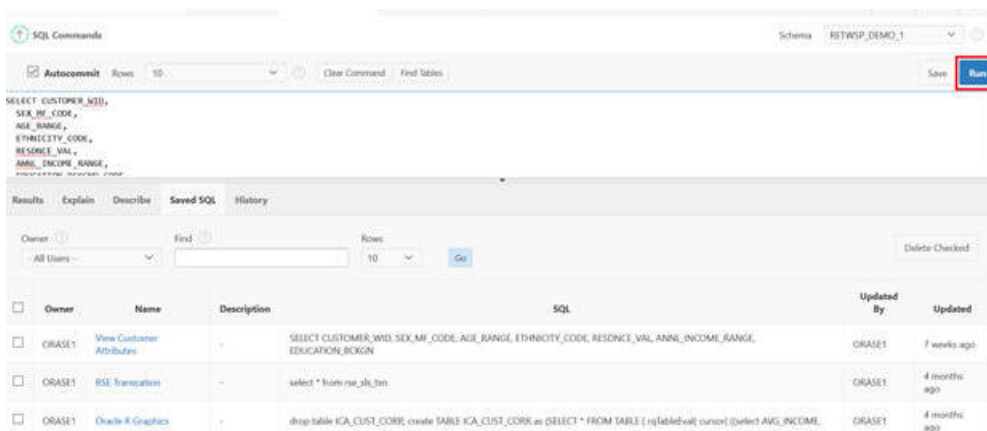 SQL Commands Schema RETWSP_DEMO_1
Autocommit Rows 10 Clear Command Find Tables Save Run
SELECT CUSTOMER_WID,
SEX_MF_CODE,
AGE_RANGE,
ETHNICITY_CODE,
RESDNCE_VAL,
ANNL_INCOME_RANGE,
Results Explain Describe Saved SQL History
Owner Find Rows
- All Users - 10 Go Delete Checked
Owner Name Description SQL Updated By Updated
ORASE1 View Customer Attributes - SELECT CUSTOMER_WID, SEX_MF_CODE, AGE_RANGE, ETHNICITY_CODE, RESDNCE_VAL, ANNL_INCOME_RANGE,
EDUCATION_BCKGN ORASE1 7 weeks ago
ORASE1 RSE Transcation - select * from rse_sls_txn ORASE1 4 months ago
ORASE1 Oracle R Graphics - drop table ICA_CUST_CORR; create TABLE ICA_CUST_CORR as (SELECT * FROM TABLE ( rqTableEval( cursor( ((select AVG_INCOME, ORASE1 4 months ago